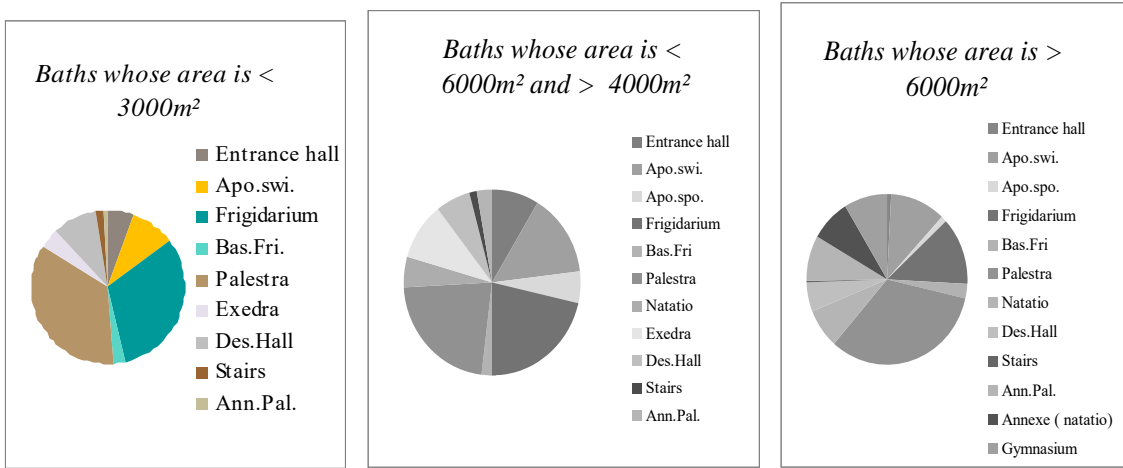 Baths whose area is <
3000m²
Entrance hall
Apo.swi.
Frigidarium
Bas.Fri.
Palestra
Exedra
Des.Hall
Stairs
Ann.Pal.
Baths whose area is <
6000m² and > 4000m²
Entrance hall
Apo.swi.
Apo.spo.
Frigidarium
Bas.Fri
Palestra
Natatio
Exedra
Des.Hall
Stairs
Ann.Pal.
Baths whose area is >
6000m²
Entrance hall
Apo.swi.
Apo.spo.
Frigidarium
Bas.Fri
Palestra
Natatio
Des.Hall
Stairs
Ann.Pal.
Annexe ( natatio)
Gymnasium